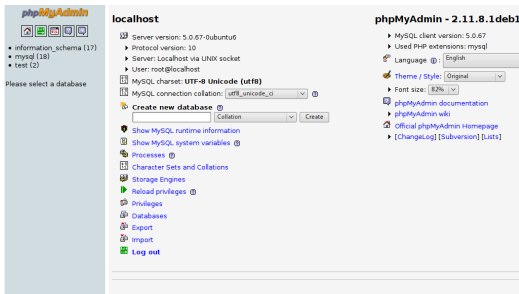 phpMyAdmin
information_schema (17)
mysql (18)
test (2)
Please select a database
localhost
Server version: 5.0.67-0ubuntu6
Protocol version: 10
Server: Localhost via UNIX socket
User: root@localhost
MySQL charset: UTF-8 Unicode (utf8)
MySQL connection collation: utf8_unicode_ci
Create new database
Collation Create
Show MySQL runtime information
Show MySQL system variables
Processes
Character Sets and Collations
Storage Engines
Reload privileges
Privileges
Databases
Export
Import
Log out
phpMyAdmin - 2.11.8.1deb1
MySQL client version: 5.0.67
Used PHP extensions: mysql
Language : English
Theme / Style: Original
Font size: 82%
phpMyAdmin documentation
phpMyAdmin wiki
Official phpMyAdmin Homepage
[ChangeLog] [Subversion] [Lists]